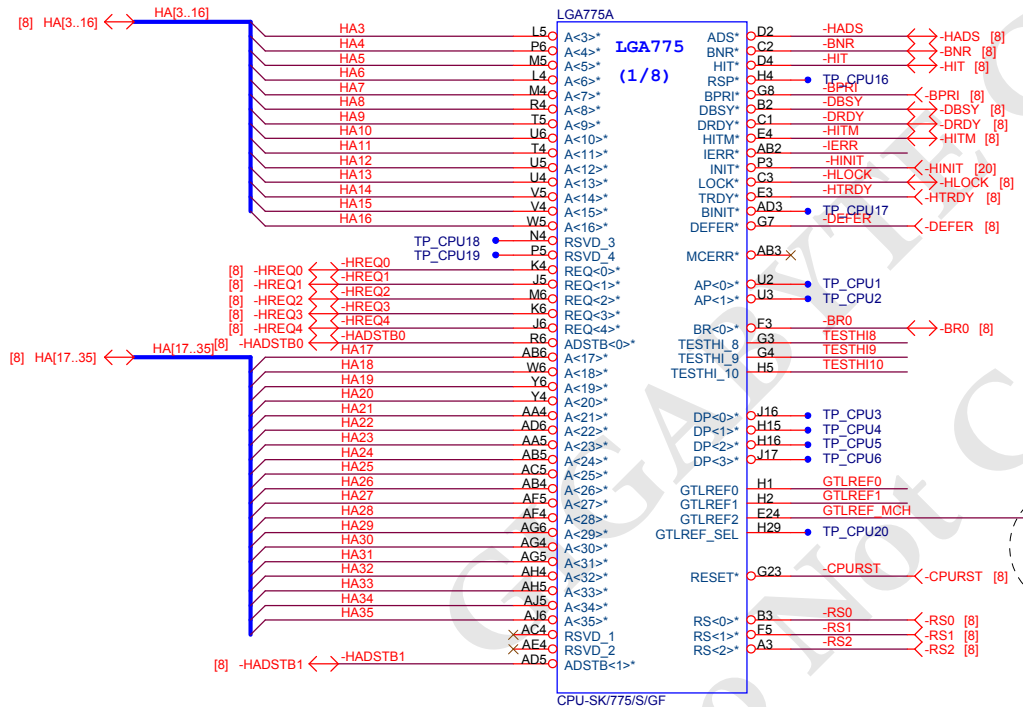 LGA775A
LGA775
(1/8)
[8] HA[3..16] HA[3..16]
HA3 L5 A<3>*
HA4 P6 A<4>*
HA5 M5 A<5>*
HA6 L4 A<6>*
HA7 M4 A<7>*
HA8 R4 A<8>*
HA9 T5 A<9>*
HA10 U6 A<10>*
HA11 T4 A<11>*
HA12 U5 A<12>*
HA13 U4 A<13>*
HA14 V5 A<14>*
HA15 V4 A<15>*
HA16 W5 A<16>*
TP_CPU18 N4 RSVD_3
TP_CPU19 P5 RSVD_4
[8] -HREQ0 -HREQ0 K4 REQ<0>*
[8] -HREQ1 -HREQ1 J5 REQ<1>*
[8] -HREQ2 -HREQ2 M6 REQ<2>*
[8] -HREQ3 -HREQ3 K6 REQ<3>*
[8] -HREQ4 -HREQ4 J6 REQ<4>*
[8] -HADSTB0 -HADSTB0 R6 ADSTB<0>*
[8] HA[17..35] HA[17..35]
HA17 AB6 A<17>*
HA18 W6 A<18>*
HA19 Y6 A<19>*
HA20 Y4 A<20>*
HA21 AA4 A<21>*
HA22 AD6 A<22>*
HA23 AA5 A<23>*
HA24 AB5 A<24>*
HA25 AC5 A<25>*
HA26 AB4 A<26>*
HA27 AF5 A<27>*
HA28 AF4 A<28>*
HA29 AG6 A<29>*
HA30 AG4 A<30>*
HA31 AG5 A<31>*
HA32 AH4 A<32>*
HA33 AH5 A<33>*
HA34 AJ5 A<34>*
HA35 AJ6 A<35>*
AC4 RSVD_1
AE4 RSVD_2
[8] -HADSTB1 -HADSTB1 AD5 ADSTB<1>*
ADS* D2 -HADS -HADS [8]
BNR* C2 -BNR -BNR [8]
HIT* D4 -HIT -HIT [8]
RSP* H4 TP_CPU16
BPRI* G8 -BPRI -BPRI [8]
DBSY* B2 -DBSY -DBSY [8]
DRDY* C1 -DRDY -DRDY [8]
HITM* E4 -HITM -HITM [8]
IERR* AB2 -IERR
INIT* P3 -HINIT -HINIT [20]
LOCK* C3 -HLOCK -HLOCK [8]
TRDY* E3 -HTRDY -HTRDY [8]
BINIT* AD3 TP_CPU17
DEFER* G7 -DEFER -DEFER [8]
MCERR* AB3
AP<0>* U2 TP_CPU1
AP<1>* U3 TP_CPU2
BR<0>* F3 -BR0 -BR0 [8]
TESTHI_8 G3 TESTHI8
TESTHI_9 G4 TESTHI9
TESTHI_10 H5 TESTHI10
DP<0>* J16 TP_CPU3
DP<1>* H15 TP_CPU4
DP<2>* H16 TP_CPU5
DP<3>* J17 TP_CPU6
GTLREF0 H1 GTLREF0
GTLREF1 H2 GTLREF1
GTLREF2 E24 GTLREF_MCH
GTLREF_SEL H29 TP_CPU20
RESET* G23 -CPURST -CPURST [8]
RS<0>* B3 -RS0 -RS0 [8]
RS<1>* F5 -RS1 -RS1 [8]
RS<2>* A3 -RS2 -RS2 [8]
CPU-SK/775/S/GF
GIGABYTE
Do Not